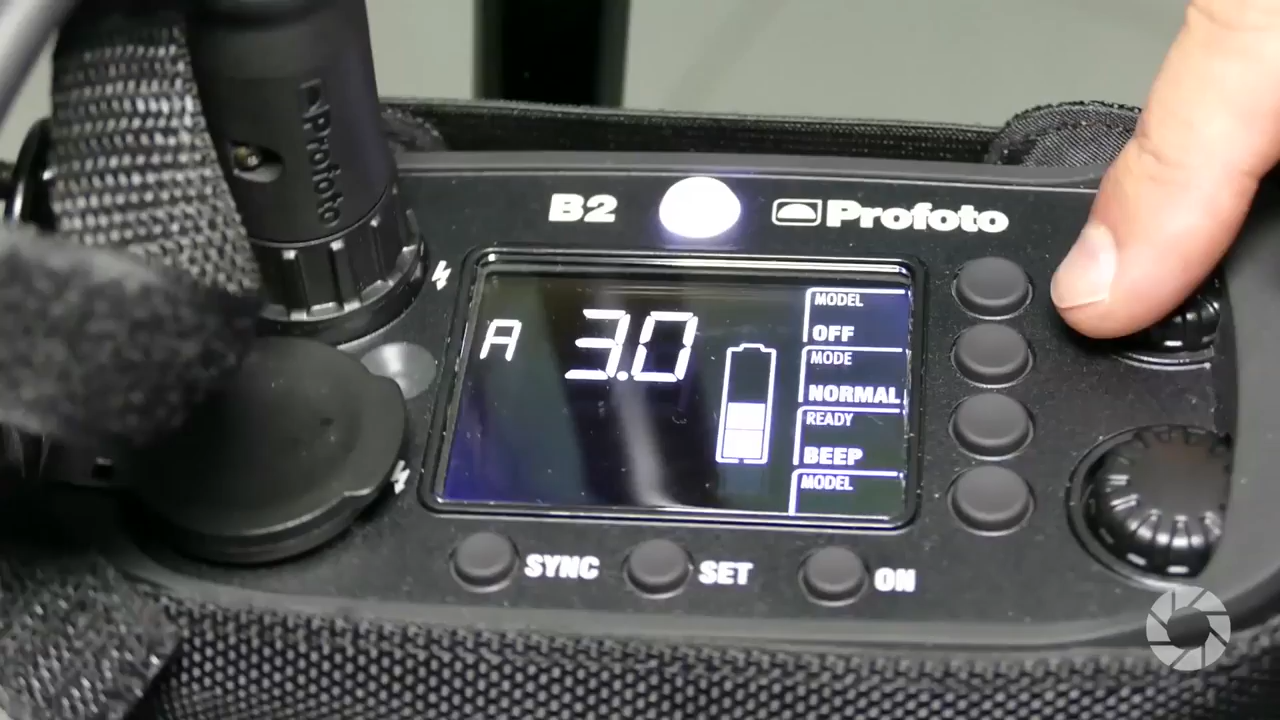 Profoto
B2 Profoto
A 3.0
MODEL
OFF
MODE
NORMAL
READY
BEEP
MODEL
SYNC SET ON